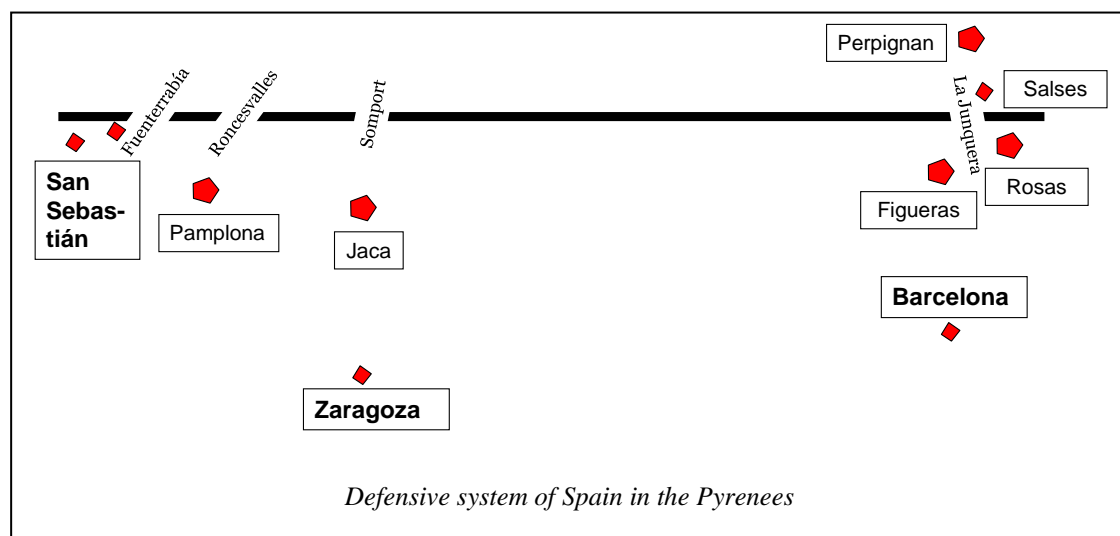 Perpignan
Salses
Fuenterrabía
Roncesvalles
Somport
La Junquera
San
Sebas-
tián
Pamplona
Jaca
Figueras
Rosas
Barcelona
Zaragoza
Defensive system of Spain in the Pyrenees